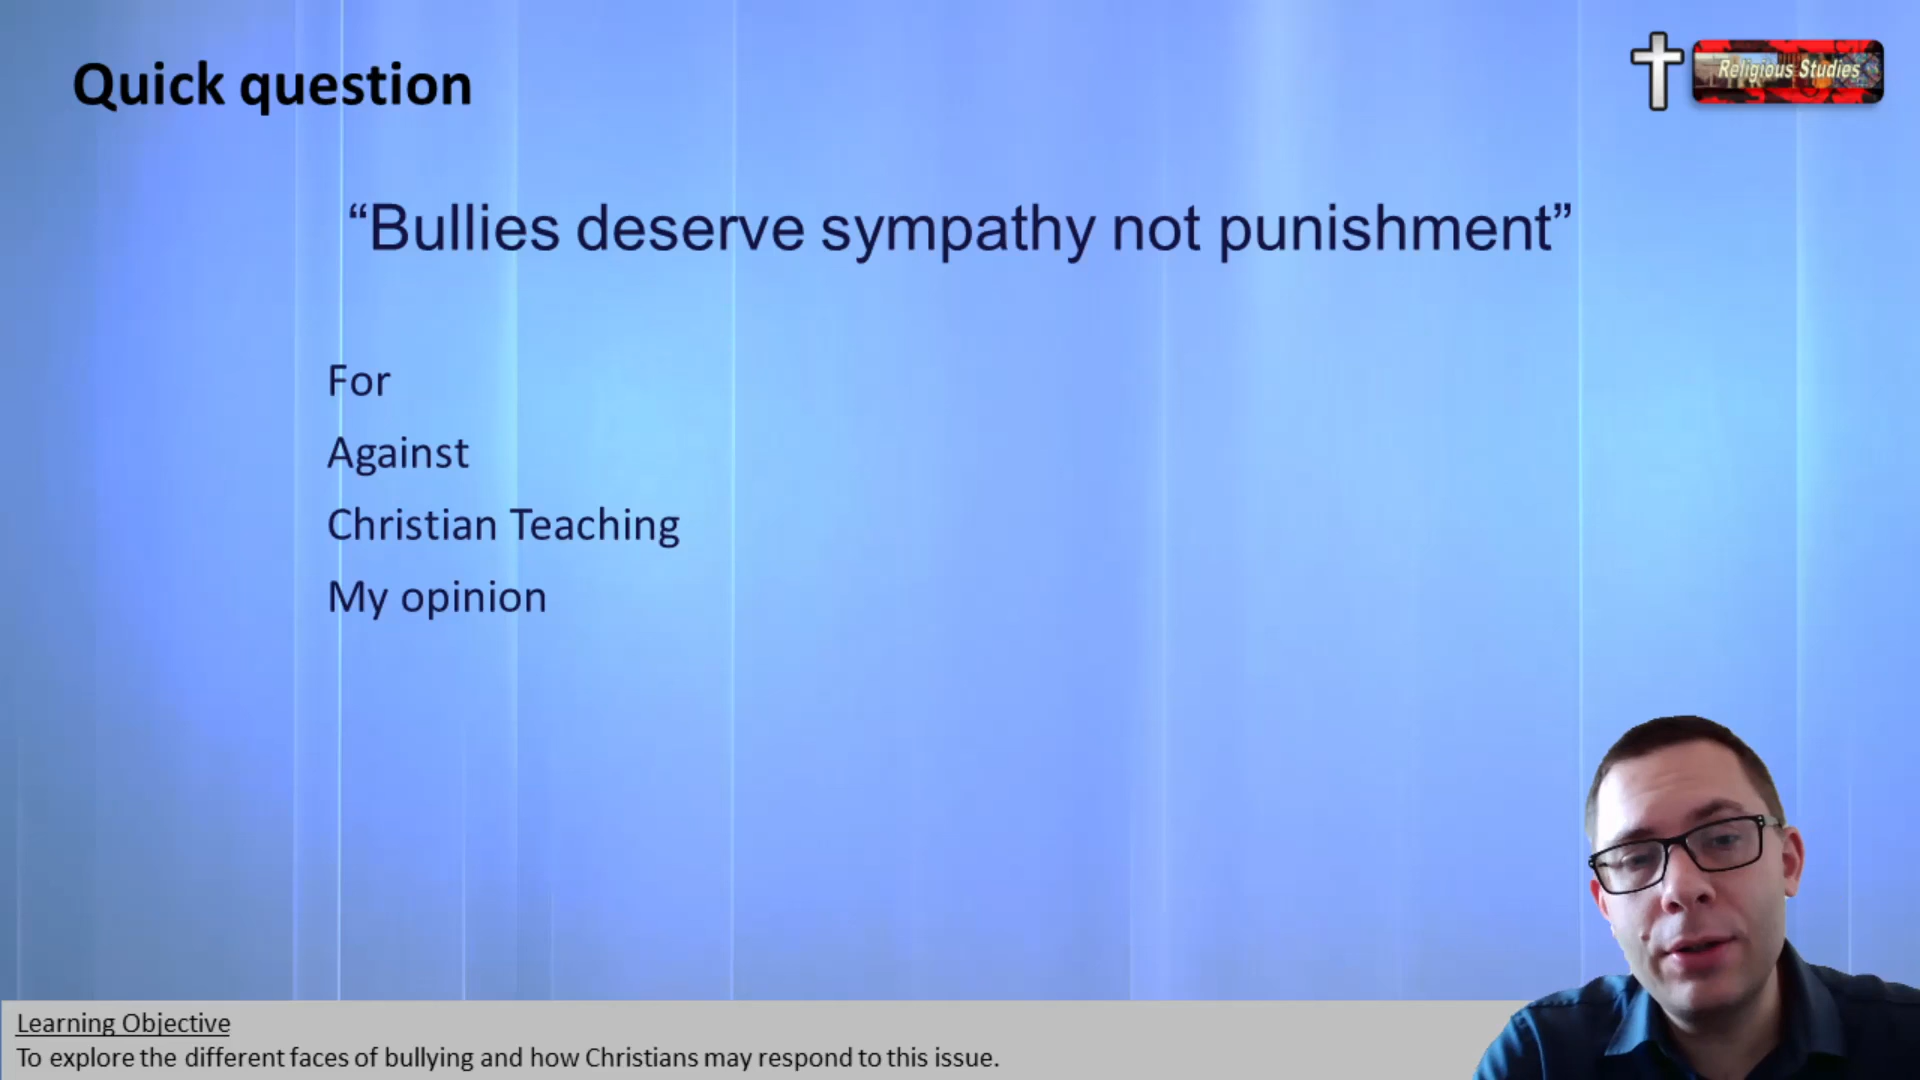 Quick question
Religious Studies
“Bullies deserve sympathy not punishment”
For
Against
Christian Teaching
My opinion
Learning Objective
To explore the different faces of bullying and how Christians may respond to this issue.